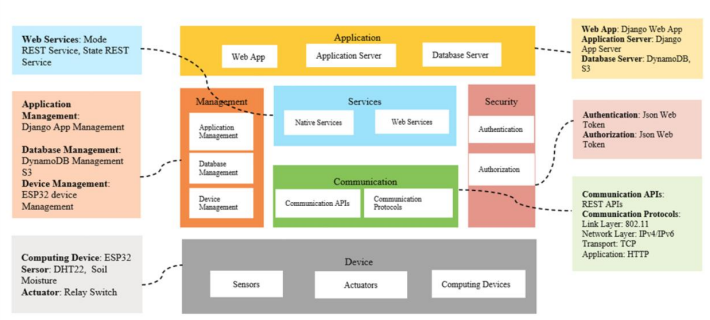 Web Services: Mode
REST Service, State REST
Service
Application
Management:
Django App Management
Database Management:
DynamoDB Management
S3
Device Management:
ESP32 device
Management
Computing Device: ESP32
Sersor: DHT22, Soil
Moisture
Actuator: Relay Switch
Application
Web App
Application Server
Database Server
Management
Application
Management
Database
Management
Device
Management
Services
Native Services
Web Services
Communication
Communication APIs
Communication
Protocols
Security
Authentication
Authorization
Device
Sensors
Actuators
Computing Devices
Web App: Django Web App
Application Server: Django
App Server
Database Server: DynamoDB,
S3
Authentication: Json Web
Token
Authorization: Json Web
Token
Communication APIs:
REST APIs
Communication Protocols:
Link Layer: 802.11
Network Layer: IPv4/IPv6
Transport: TCP
Application: HTTP